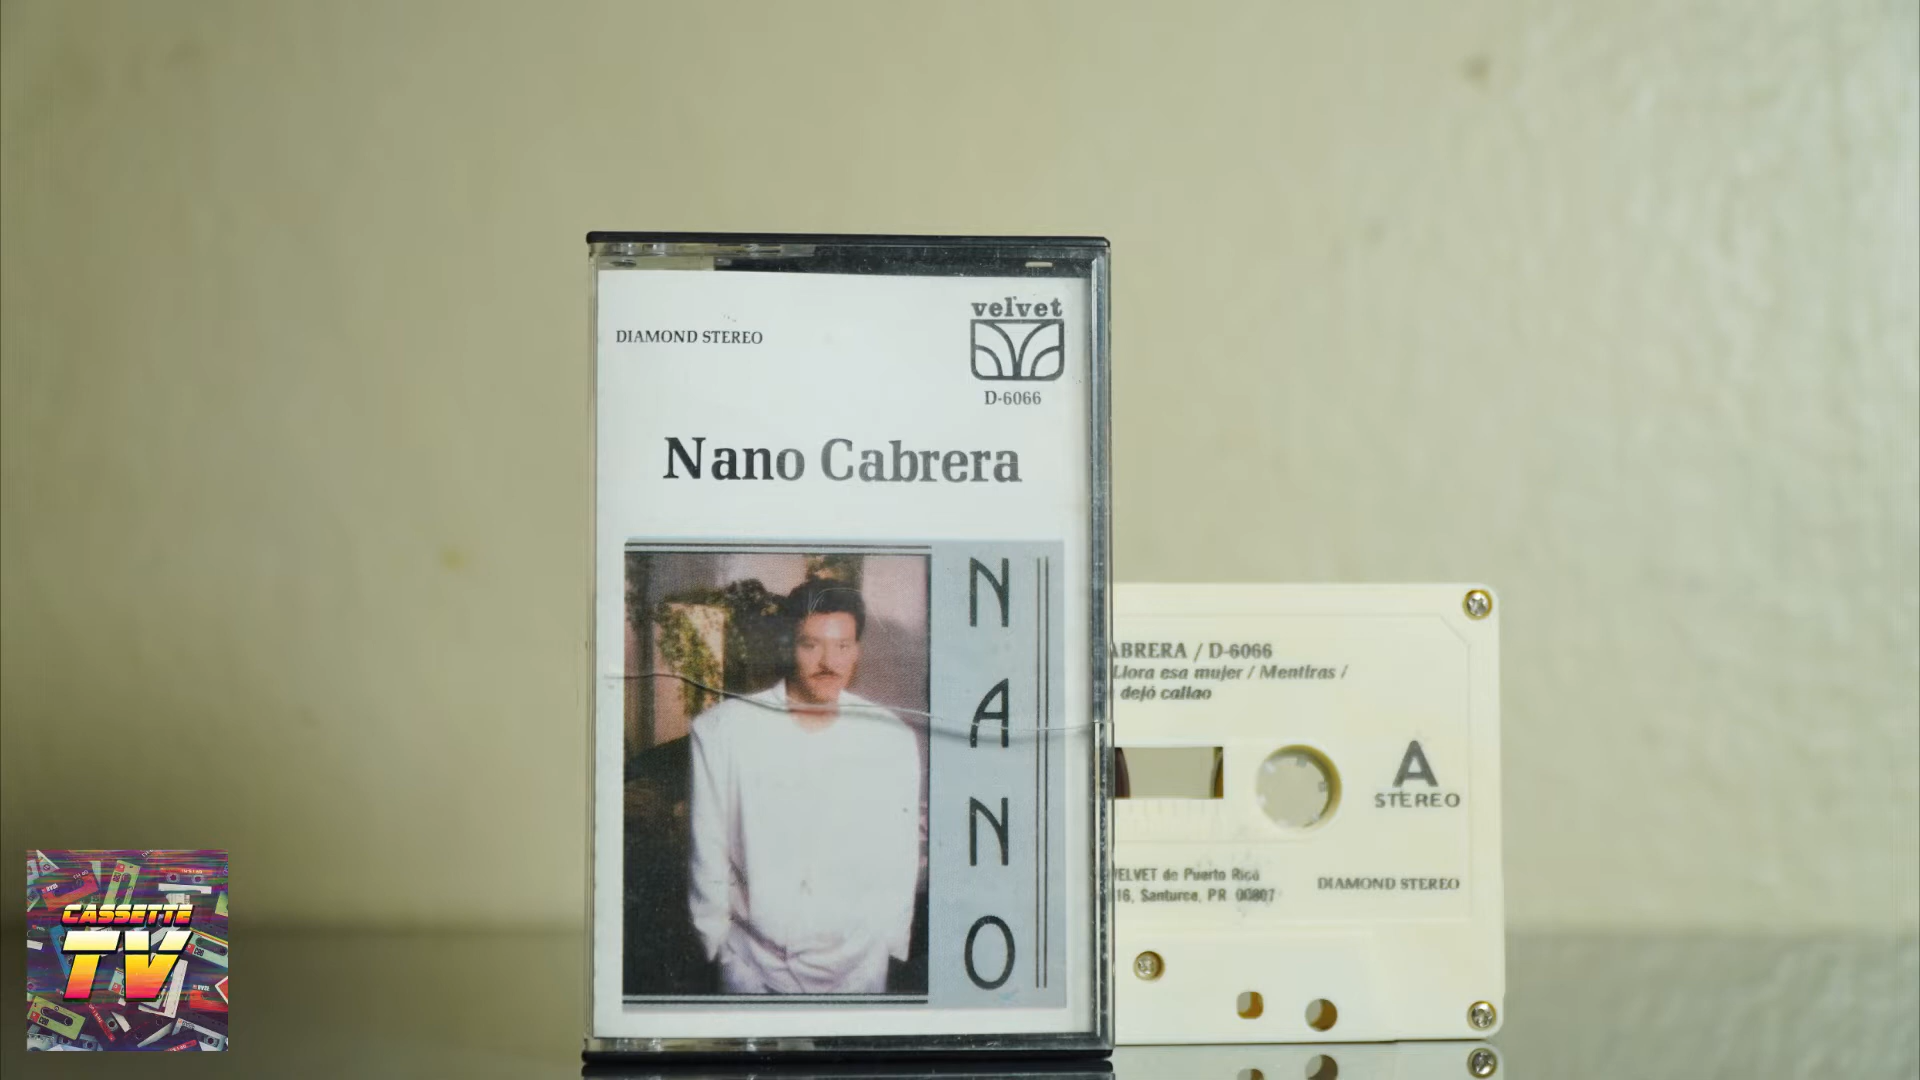 DIAMOND STEREO
velvet
D-6066
Nano Cabrera
NANO
ABRERA / D-6066
Llora esa mujer / Mentiras /
dejó callao
A
STEREO
VELVET de Puerto Rico
16, Santurce, PR 00907
DIAMOND STEREO
CASSETTE
TV